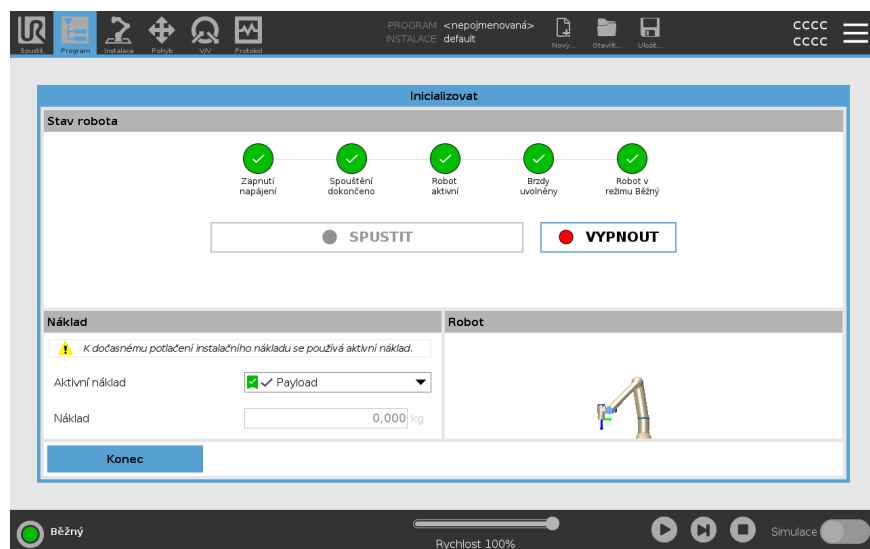 PROGRAM <nepojmenovaná>
INSTALACE default
cccc
cccc
Spustit Program Instalace Pohyb V/V Protokol Nový... Otevřít... Uložit...
Inicializovat
Stav robota
Zapnutí napájení
Spouštění dokončeno
Robot aktivní
Brzdy uvolněny
Robot v režimu Běžný
SPUSTIT VYPNOUT
Náklad Robot
K dočasnému potlačení instalačního nákladu se používá aktivní náklad.
Aktivní náklad Payload
Náklad 0,000 kg
Konec
Běžný
Rychlost 100%
Simulace